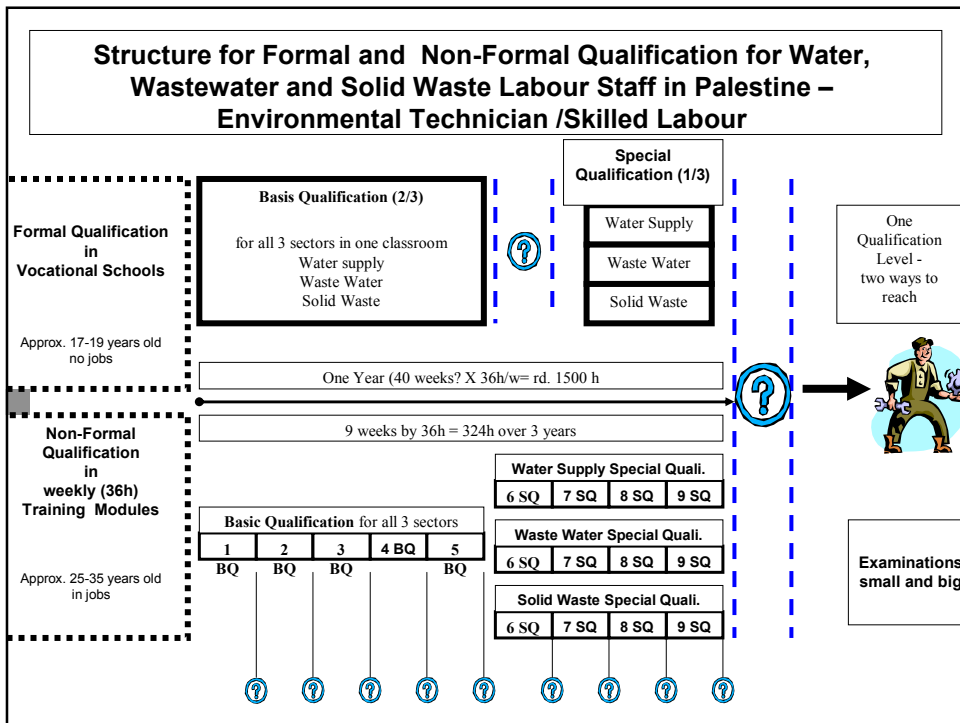 Structure for Formal and Non-Formal Qualification for Water,
Wastewater and Solid Waste Labour Staff in Palestine –
Environmental Technician /Skilled Labour
Formal Qualification
in
Vocational Schools
Approx. 17-19 years old
no jobs
Basis Qualification (2/3)
for all 3 sectors in one classroom
Water supply
Waste Water
Solid Waste
?
Special
Qualification (1/3)
Water Supply
Waste Water
Solid Waste
One
Qualification
Level -
two ways to
reach
One Year (40 weeks? X 36h/w= rd. 1500 h
?
9 weeks by 36h = 324h over 3 years
Non-Formal
Qualification
in
weekly (36h)
Training Modules
Approx. 25-35 years old
in jobs
Basic Qualification for all 3 sectors
1 BQ
2 BQ
3 BQ
4 BQ
5 BQ
Water Supply Special Quali.
6 SQ 7 SQ 8 SQ 9 SQ
Waste Water Special Quali.
6 SQ 7 SQ 8 SQ 9 SQ
Solid Waste Special Quali.
6 SQ 7 SQ 8 SQ 9 SQ
Examinations
small and big
? ? ? ? ? ? ? ? ?